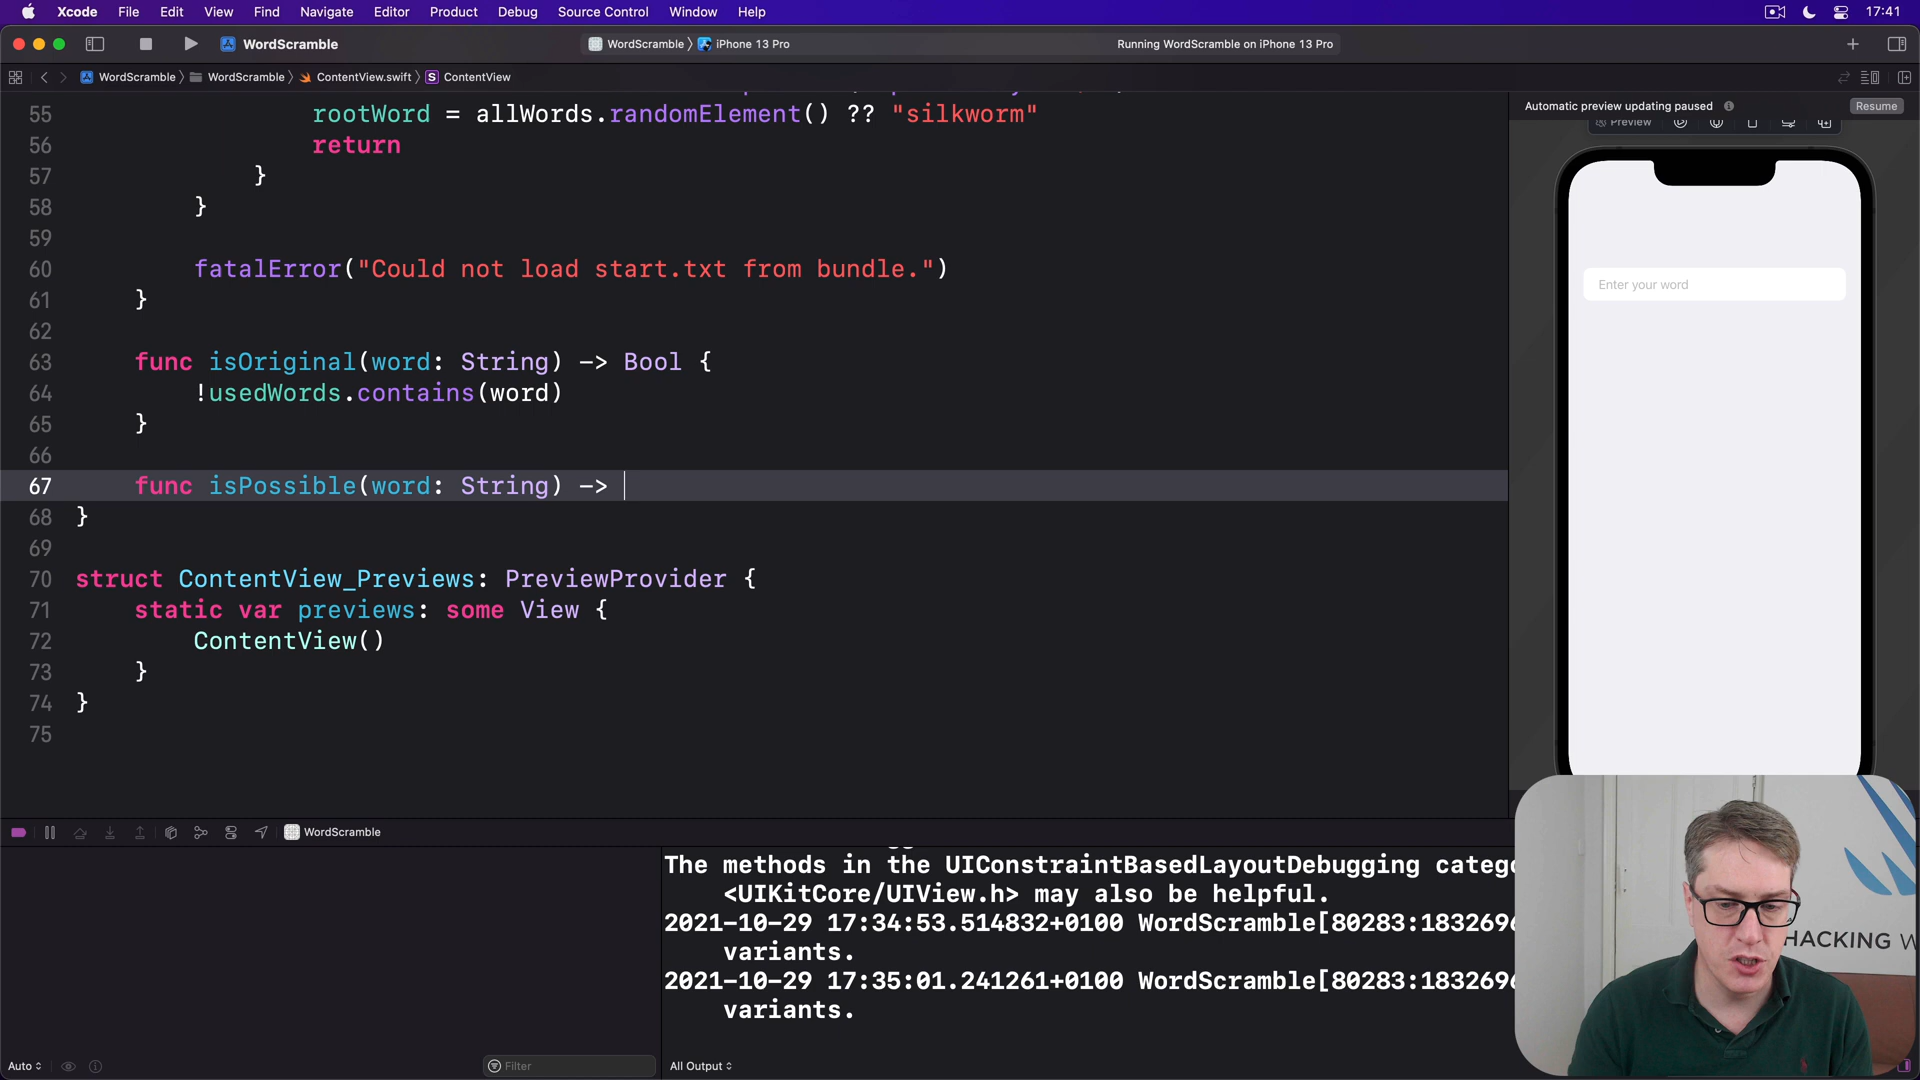 Xcode File Edit View Find Navigate Editor Product Debug Source Control Window Help 17:41
WordScramble WordScramble iPhone 13 Pro Running WordScramble on iPhone 13 Pro
WordScramble WordScramble ContentView.swift S ContentView
Automatic preview updating paused Resume
Preview
55 rootWord = allWords.randomElement() ?? "silkworm"
56 return
57 }
58 }
59
60 fatalError("Could not load start.txt from bundle.")
61 }
62
63 func isOriginal(word: String) -> Bool {
64 !usedWords.contains(word)
65 }
66
67 func isPossible(word: String) ->
68 }
69
70 struct ContentView_Previews: PreviewProvider {
71 static var previews: some View {
72 ContentView()
73 }
74 }
75
Enter your word
WordScramble
The methods in the UIConstraintBasedLayoutDebugging catego
<UIKitCore/UIView.h> may also be helpful.
2021-10-29 17:34:53.514832+0100 WordScramble[80283:1832696
variants.
2021-10-29 17:35:01.241261+0100 WordScramble[80283:1832696
variants.
HACKING W
Auto Filter All Output